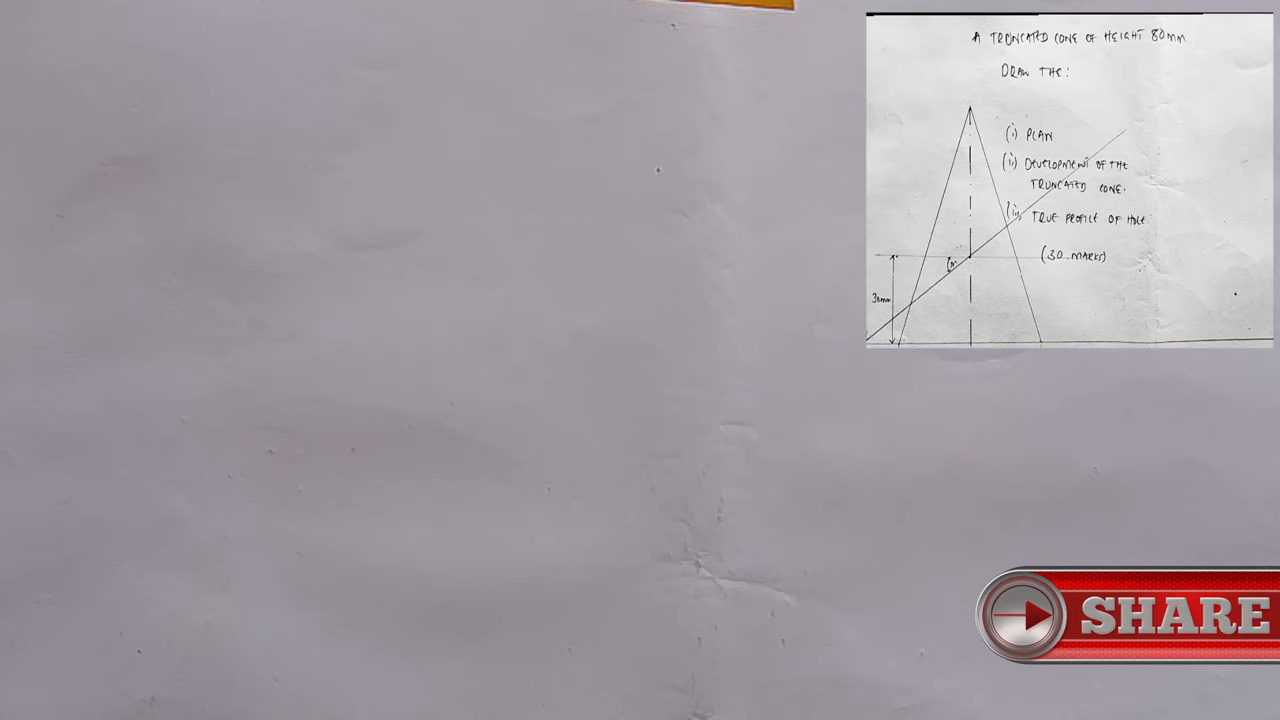 A TRUNCATED CONE OF HEIGHT 80mm.
DRAW THE:
(i) PLAN
(ii) DEVELOPMENT OF THE
TRUNCATED CONE.
TRUE PROFILE OF HOLE
(30 MARKS)
30mm
SHARE